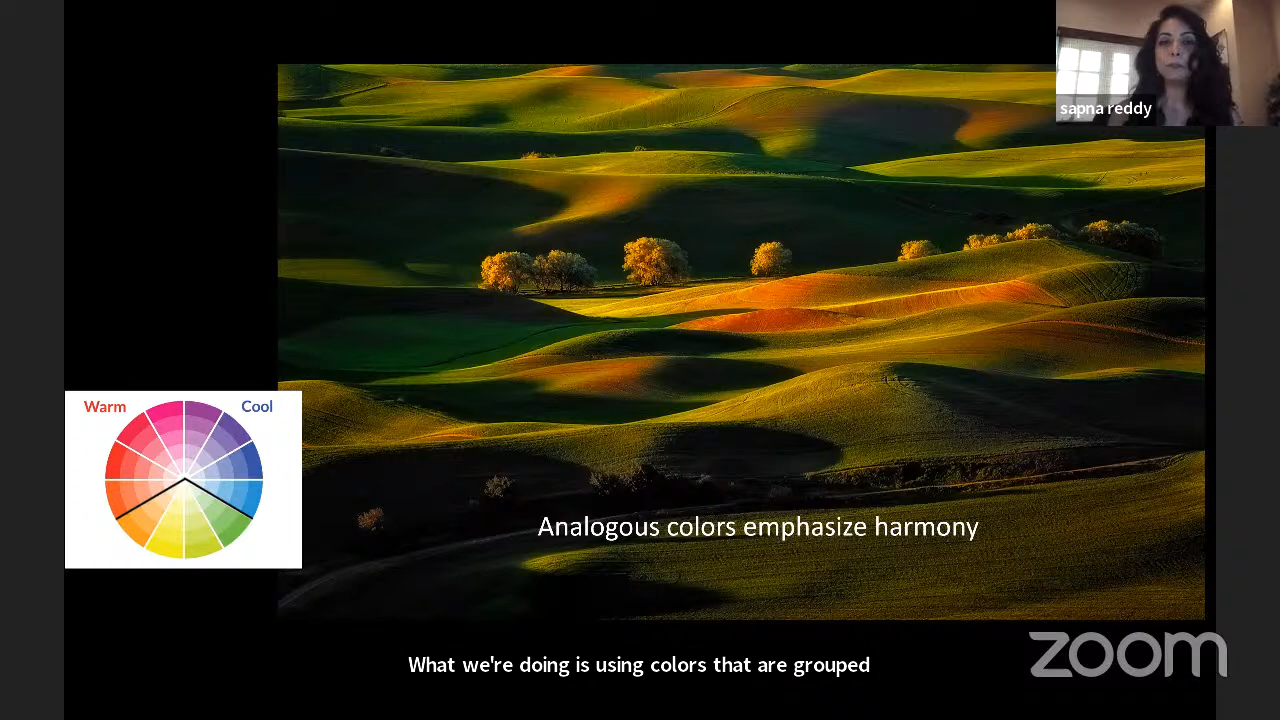 sapna reddy
Warm
Cool
Analogous colors emphasize harmony
What we're doing is using colors that are grouped
zoom